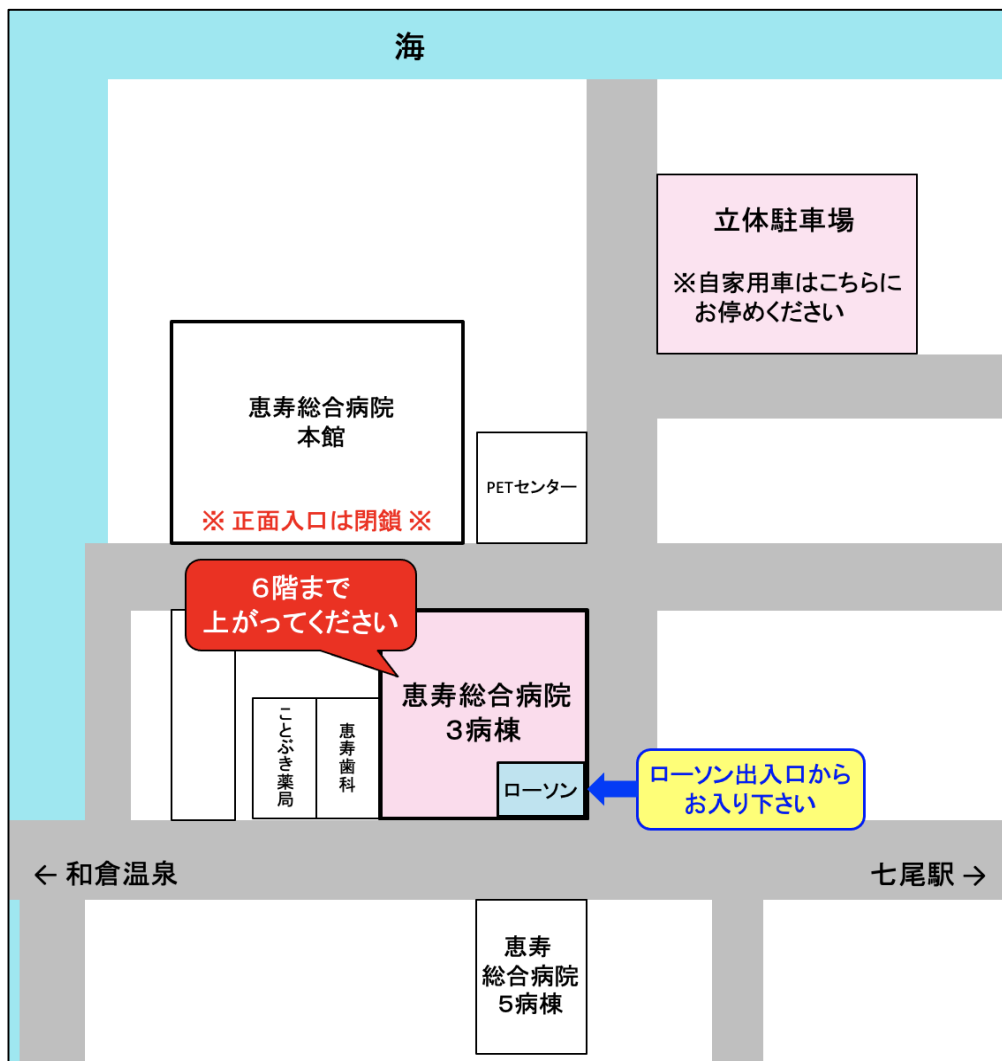 海
立体駐車場
※自家用車はこちらに
お停めください
恵寿総合病院
本館
※ 正面入口は閉鎖 ※
PETセンター
６階まで
上がってください
恵寿総合病院
３病棟
ことぶき薬局
恵寿歯科
ローソン
ローソン出入口から
お入り下さい
← 和倉温泉
七尾駅 →
恵寿
総合病院
５病棟